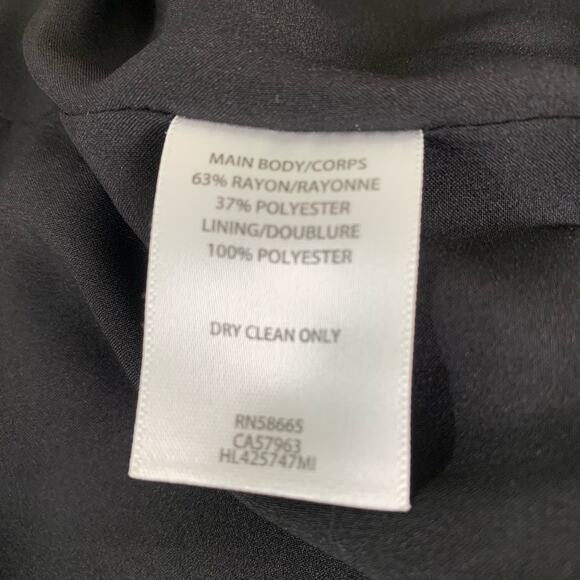 MAIN BODY/CORPS
63% RAYON/RAYONNE
37% POLYESTER
LINING/DOUBLURE
100% POLYESTER
DRY CLEAN ONLY
RN58665
CA57963
HL425747MI